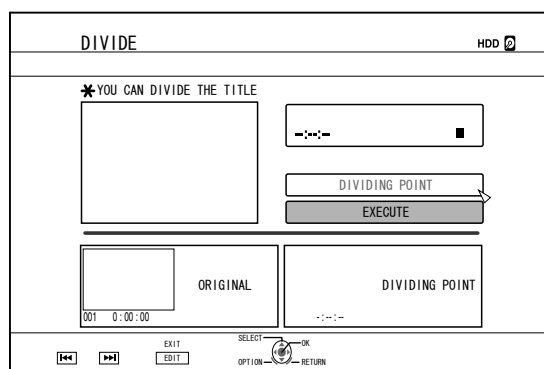 DIVIDE
HDD
YOU CAN DIVIDE THE TITLE
-:--:-
DIVIDING POINT
EXECUTE
ORIGINAL
001 0:00:00
DIVIDING POINT
-:--:--
EXIT
EDIT
SELECT
OK
OPTION
RETURN